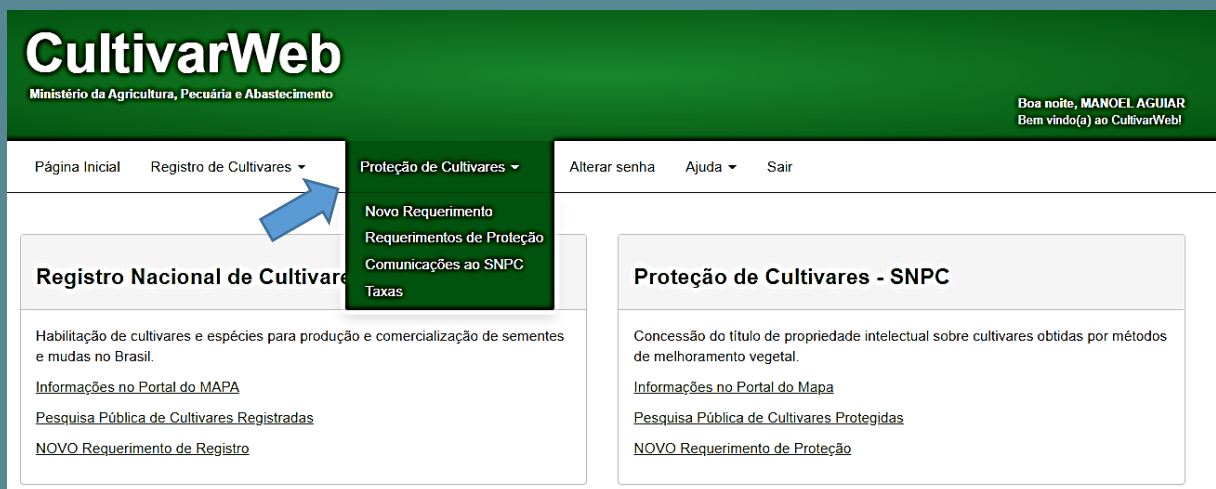 CultivarWeb
Ministério da Agricultura, Pecuária e Abastecimento
Boa noite, MANOEL AGUIAR
Bem vindo(a) ao CultivarWeb!
Página Inicial Registro de Cultivares Proteção de Cultivares Alterar senha Ajuda Sair
Novo Requerimento
Requerimentos de Proteção
Comunicações ao SNPC
Taxas
Registro Nacional de Cultivare
Habilitação de cultivares e espécies para produção e comercialização de sementes
e mudas no Brasil.
Informações no Portal do MAPA
Pesquisa Pública de Cultivares Registradas
NOVO Requerimento de Registro
Proteção de Cultivares - SNPC
Concessão do título de propriedade intelectual sobre cultivares obtidas por métodos
de melhoramento vegetal.
Informações no Portal do Mapa
Pesquisa Pública de Cultivares Protegidas
NOVO Requerimento de Proteção